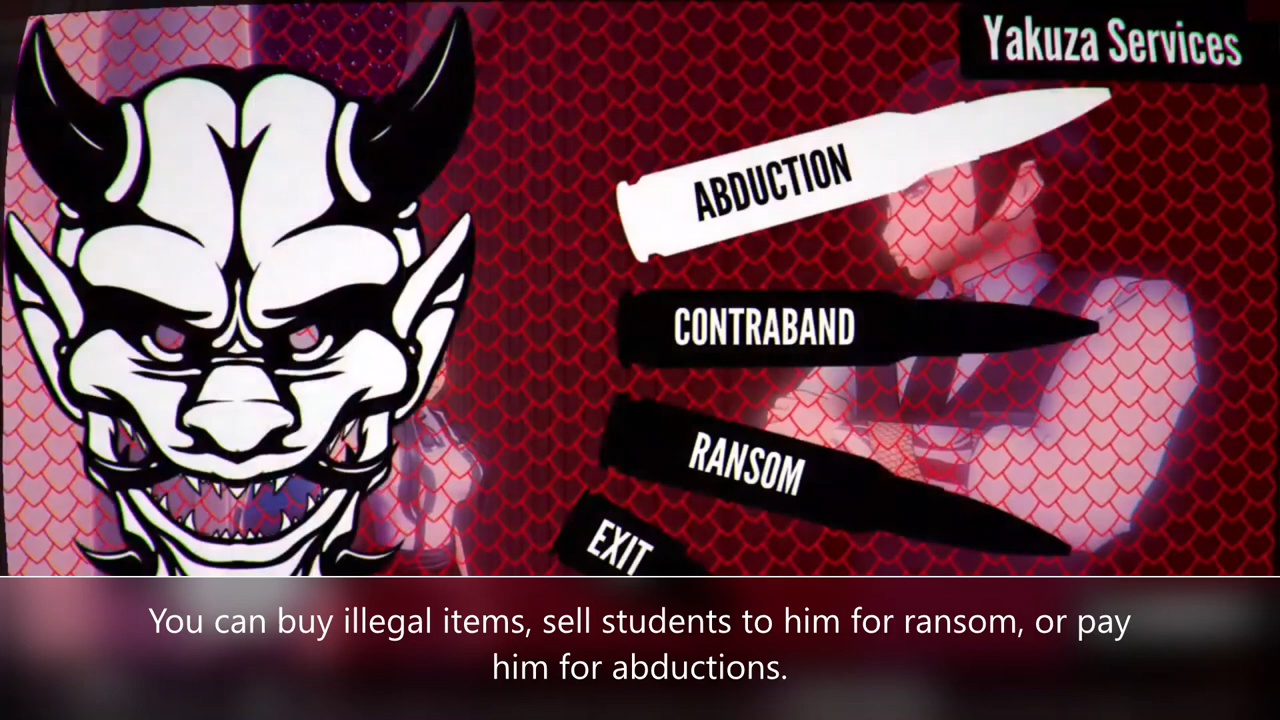 Yakuza Services
ABDUCTION
CONTRABAND
RANSOM
EXIT
You can buy illegal items, sell students to him for ransom, or pay
him for abductions.